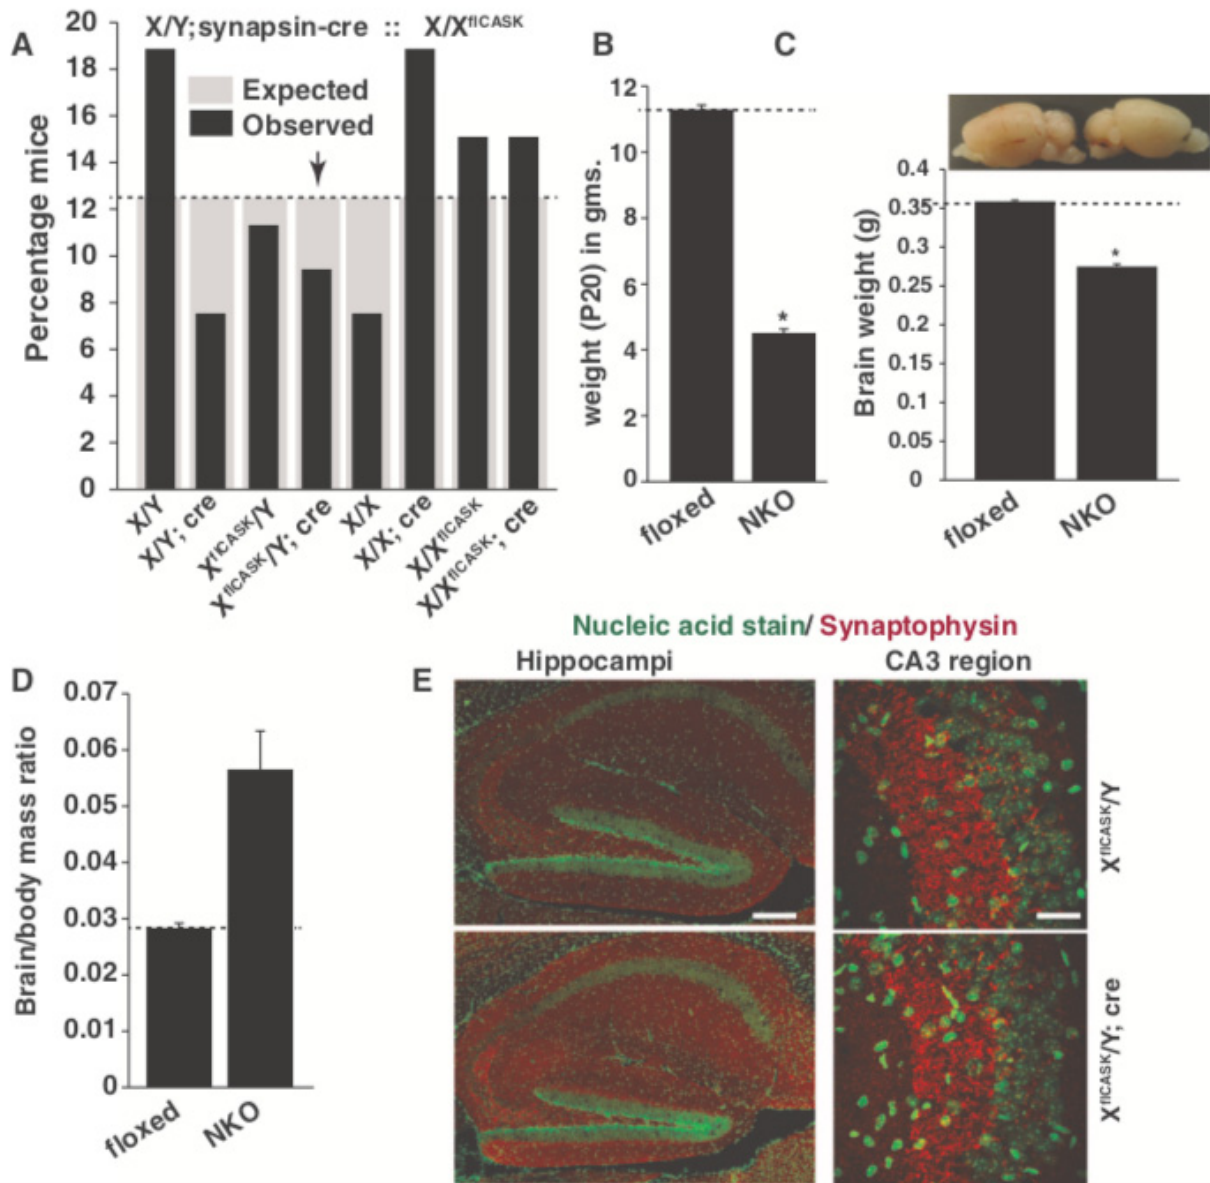 A
X/Y;synapsin-cre :: X/X^flCASK
Expected
Observed
Percentage mice
20
18
16
14
12
10
8
6
4
2
0
X/Y
X/Y; cre
X^flCASK/Y
X^flCASK/Y; cre
X/X
X/X; cre
X/X^flCASK
X/X^flCASK; cre
B
weight (P20) in gms.
12
10
8
6
4
2
0
*
floxed
NKO
C
Brain weight (g)
0.4
0.35
0.3
0.25
0.2
0.15
0.1
0.05
0
*
floxed
NKO
D
Brain/body mass ratio
0.07
0.06
0.05
0.04
0.03
0.02
0.01
0
floxed
NKO
E
Nucleic acid stain/ Synaptophysin
Hippocampi
CA3 region
X^flCASK/Y
X^flCASK/Y; cre